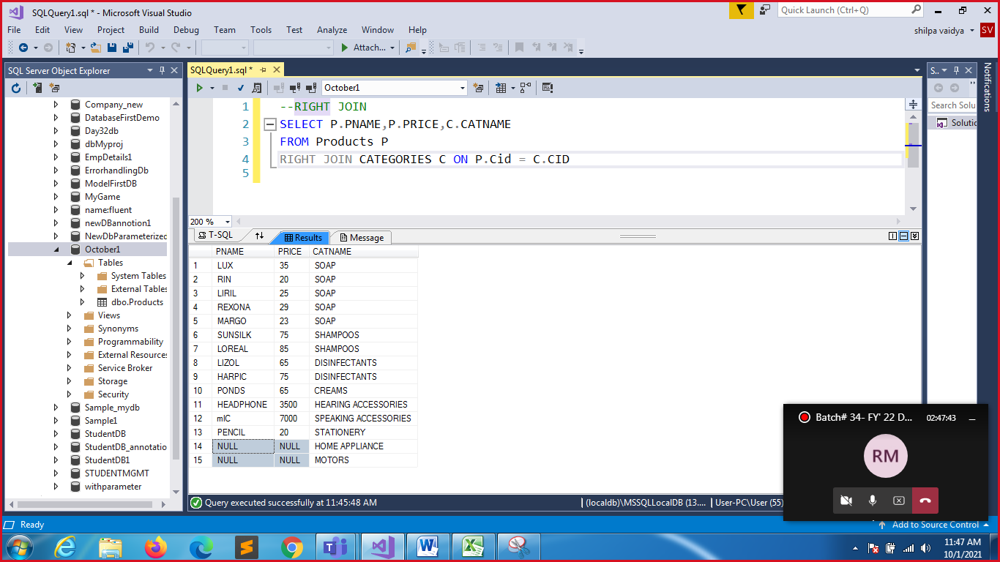 SQLQuery1.sql * - Microsoft Visual Studio
Quick Launch (Ctrl+Q)
File Edit View Project Build Debug Team Tools Test Analyze Window Help
shilpa vaidya SV
Attach...
SQL Server Object Explorer
SQLQuery1.sql *
S..
Notifications
October1
Search Solu
Solutio
Company_new
DatabaseFirstDemo
Day32db
dbMyproj
EmpDetails1
ErrorhandlingDb
ModelFirstDB
MyGame
name:fluent
newDBannotion1
NewDbParameterized
October1
Tables
System Tables
External Tables
dbo.Products
Views
Synonyms
Programmability
External Resources
Service Broker
Storage
Security
Sample_mydb
Sample1
StudentDB
StudentDB_annotatio
StudentDB1
STUDENTMGMT
withparameter
1 --RIGHT JOIN
2 SELECT P.PNAME,P.PRICE,C.CATNAME
3 FROM Products P
4 RIGHT JOIN CATEGORIES C ON P.Cid = C.CID
5
200 %
T-SQL Results Message
PNAME PRICE CATNAME
1 LUX 35 SOAP
2 RIN 20 SOAP
3 LIRIL 25 SOAP
4 REXONA 29 SOAP
5 MARGO 23 SOAP
6 SUNSILK 75 SHAMPOOS
7 LOREAL 85 SHAMPOOS
8 LIZOL 65 DISINFECTANTS
9 HARPIC 75 DISINFECTANTS
10 PONDS 65 CREAMS
11 HEADPHONE 3500 HEARING ACCESSORIES
12 mIC 7000 SPEAKING ACCESSORIES
13 PENCIL 20 STATIONERY
14 NULL NULL HOME APPLIANCE
15 NULL NULL MOTORS
Query executed successfully at 11:45:48 AM
(localdb)\MSSQLLocalDB (13.... User-PC\User (55)
Batch# 34- FY' 22 D... 02:47:43
RM
Ready
Add to Source Control
11:47 AM
10/1/2021